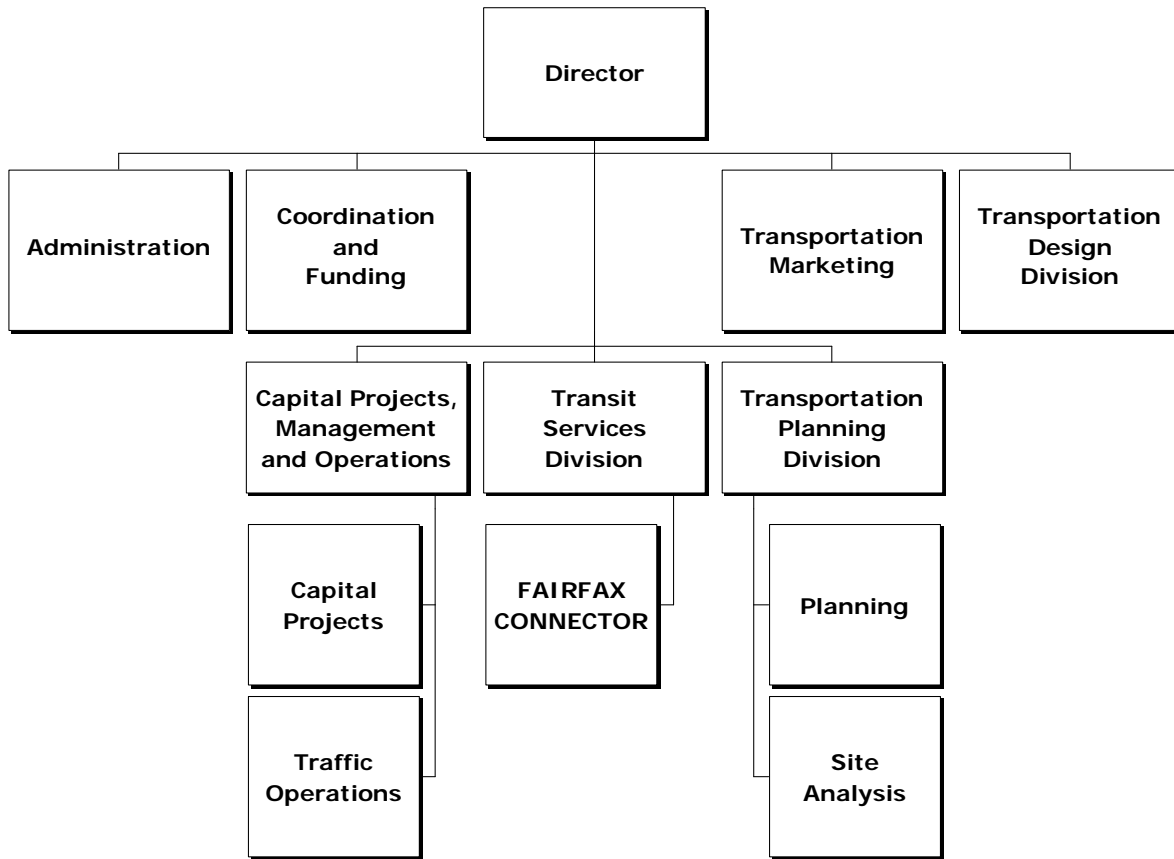 Director
Administration
Coordination
and
Funding
Transportation
Marketing
Transportation
Design
Division
Capital Projects,
Management
and Operations
Transit
Services
Division
Transportation
Planning
Division
Capital
Projects
FAIRFAX
CONNECTOR
Planning
Traffic
Operations
Site
Analysis